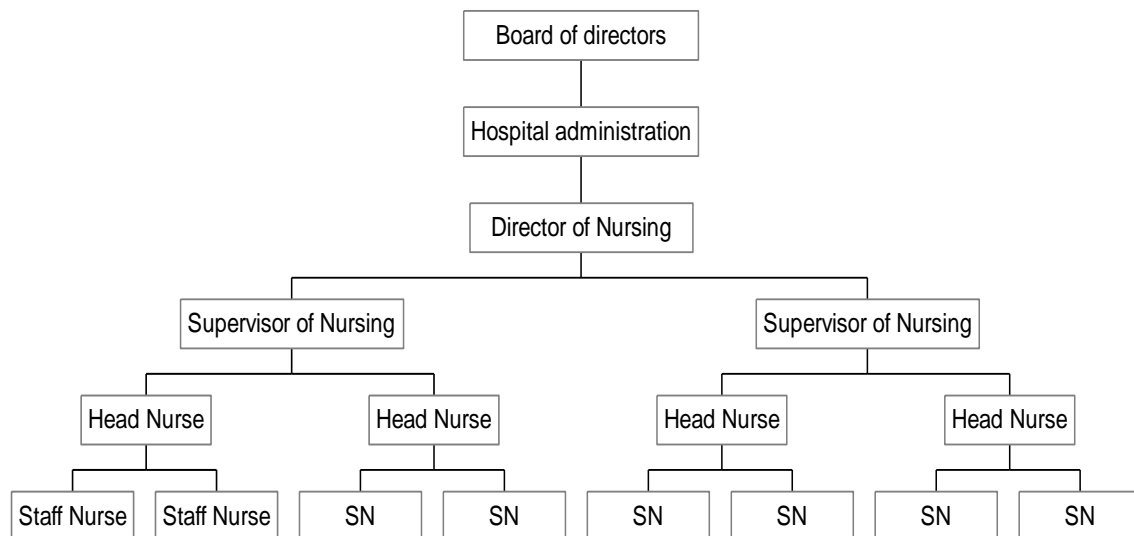 Board of directors
Hospital administration
Director of Nursing
Supervisor of Nursing
Supervisor of Nursing
Head Nurse
Head Nurse
Head Nurse
Head Nurse
Staff Nurse
Staff Nurse
SN
SN
SN
SN
SN
SN